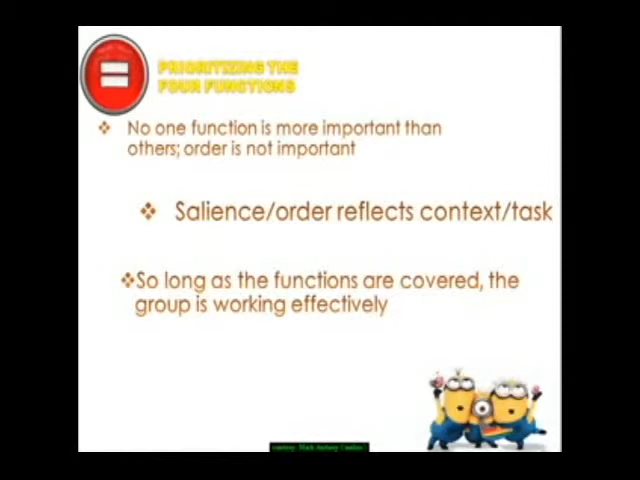 PRIORITIZING THE
FOUR FUNCTIONS
❖ No one function is more important than
others; order is not important
❖ Salience/order reflects context/task
❖So long as the functions are covered, the
group is working effectively
courtesy: